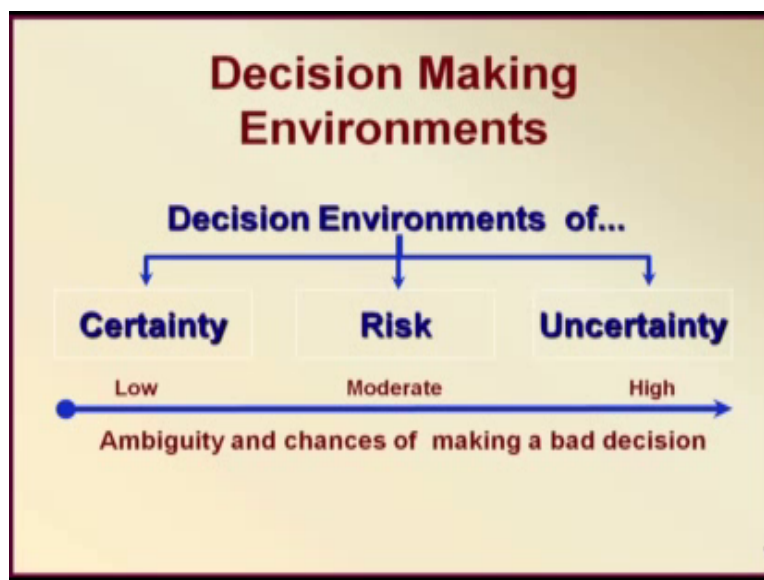 Decision Making
Environments
Decision Environments of...
Certainty Risk Uncertainty
Low Moderate High
Ambiguity and chances of making a bad decision